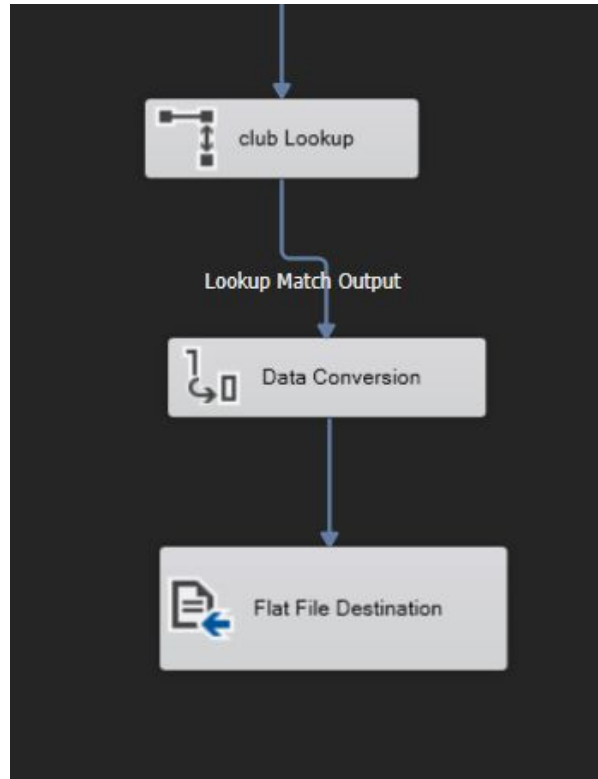 club Lookup
Lookup Match Output
Data Conversion
Flat File Destination